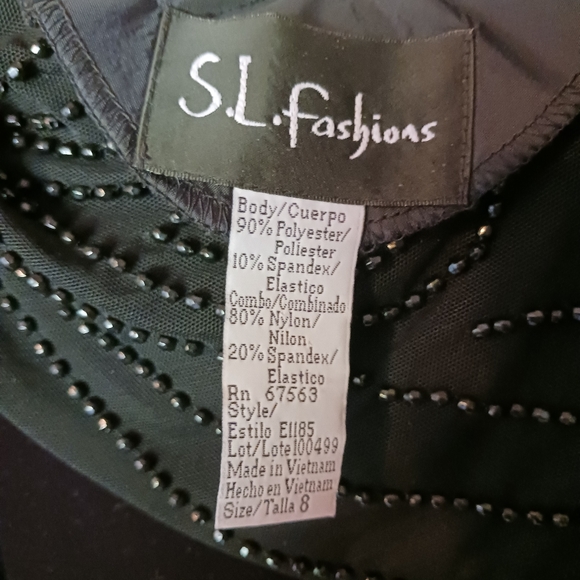 S.L.fashions
Body/Cuerpo
90% Polyester/
Poliester
10% Spandex/
Elastico
Combo/Combinado
80% Nylon/
Nilon
20% Spandex/
Elastico
Rn 67563
Style/
Estilo E1185
Lot/Lote100499
Made in Vietnam
Hecho en Vietnam
Size/Talla 8